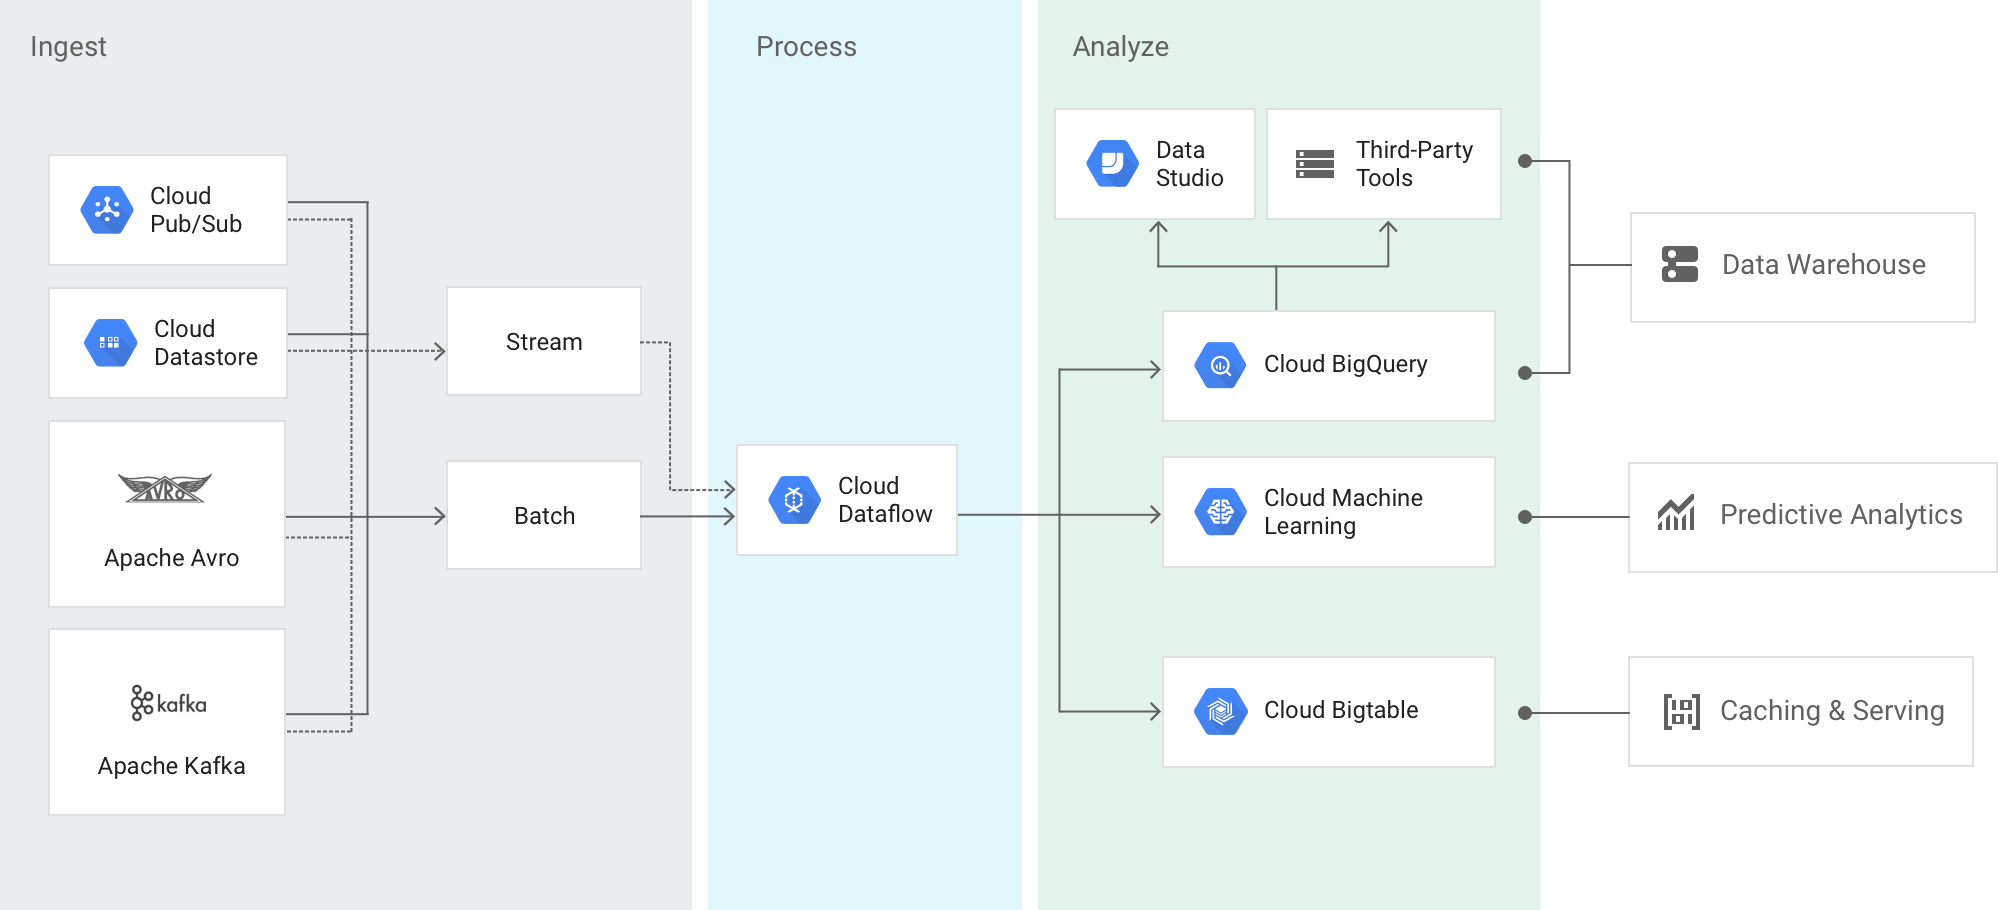 Ingest
Process
Analyze
Cloud
Pub/Sub
Cloud
Datastore
AVRO
Apache Avro
kafka
Apache Kafka
Stream
Batch
Cloud
Dataflow
Data
Studio
Third-Party
Tools
Cloud BigQuery
Cloud Machine
Learning
Cloud Bigtable
Data Warehouse
Predictive Analytics
Caching & Serving